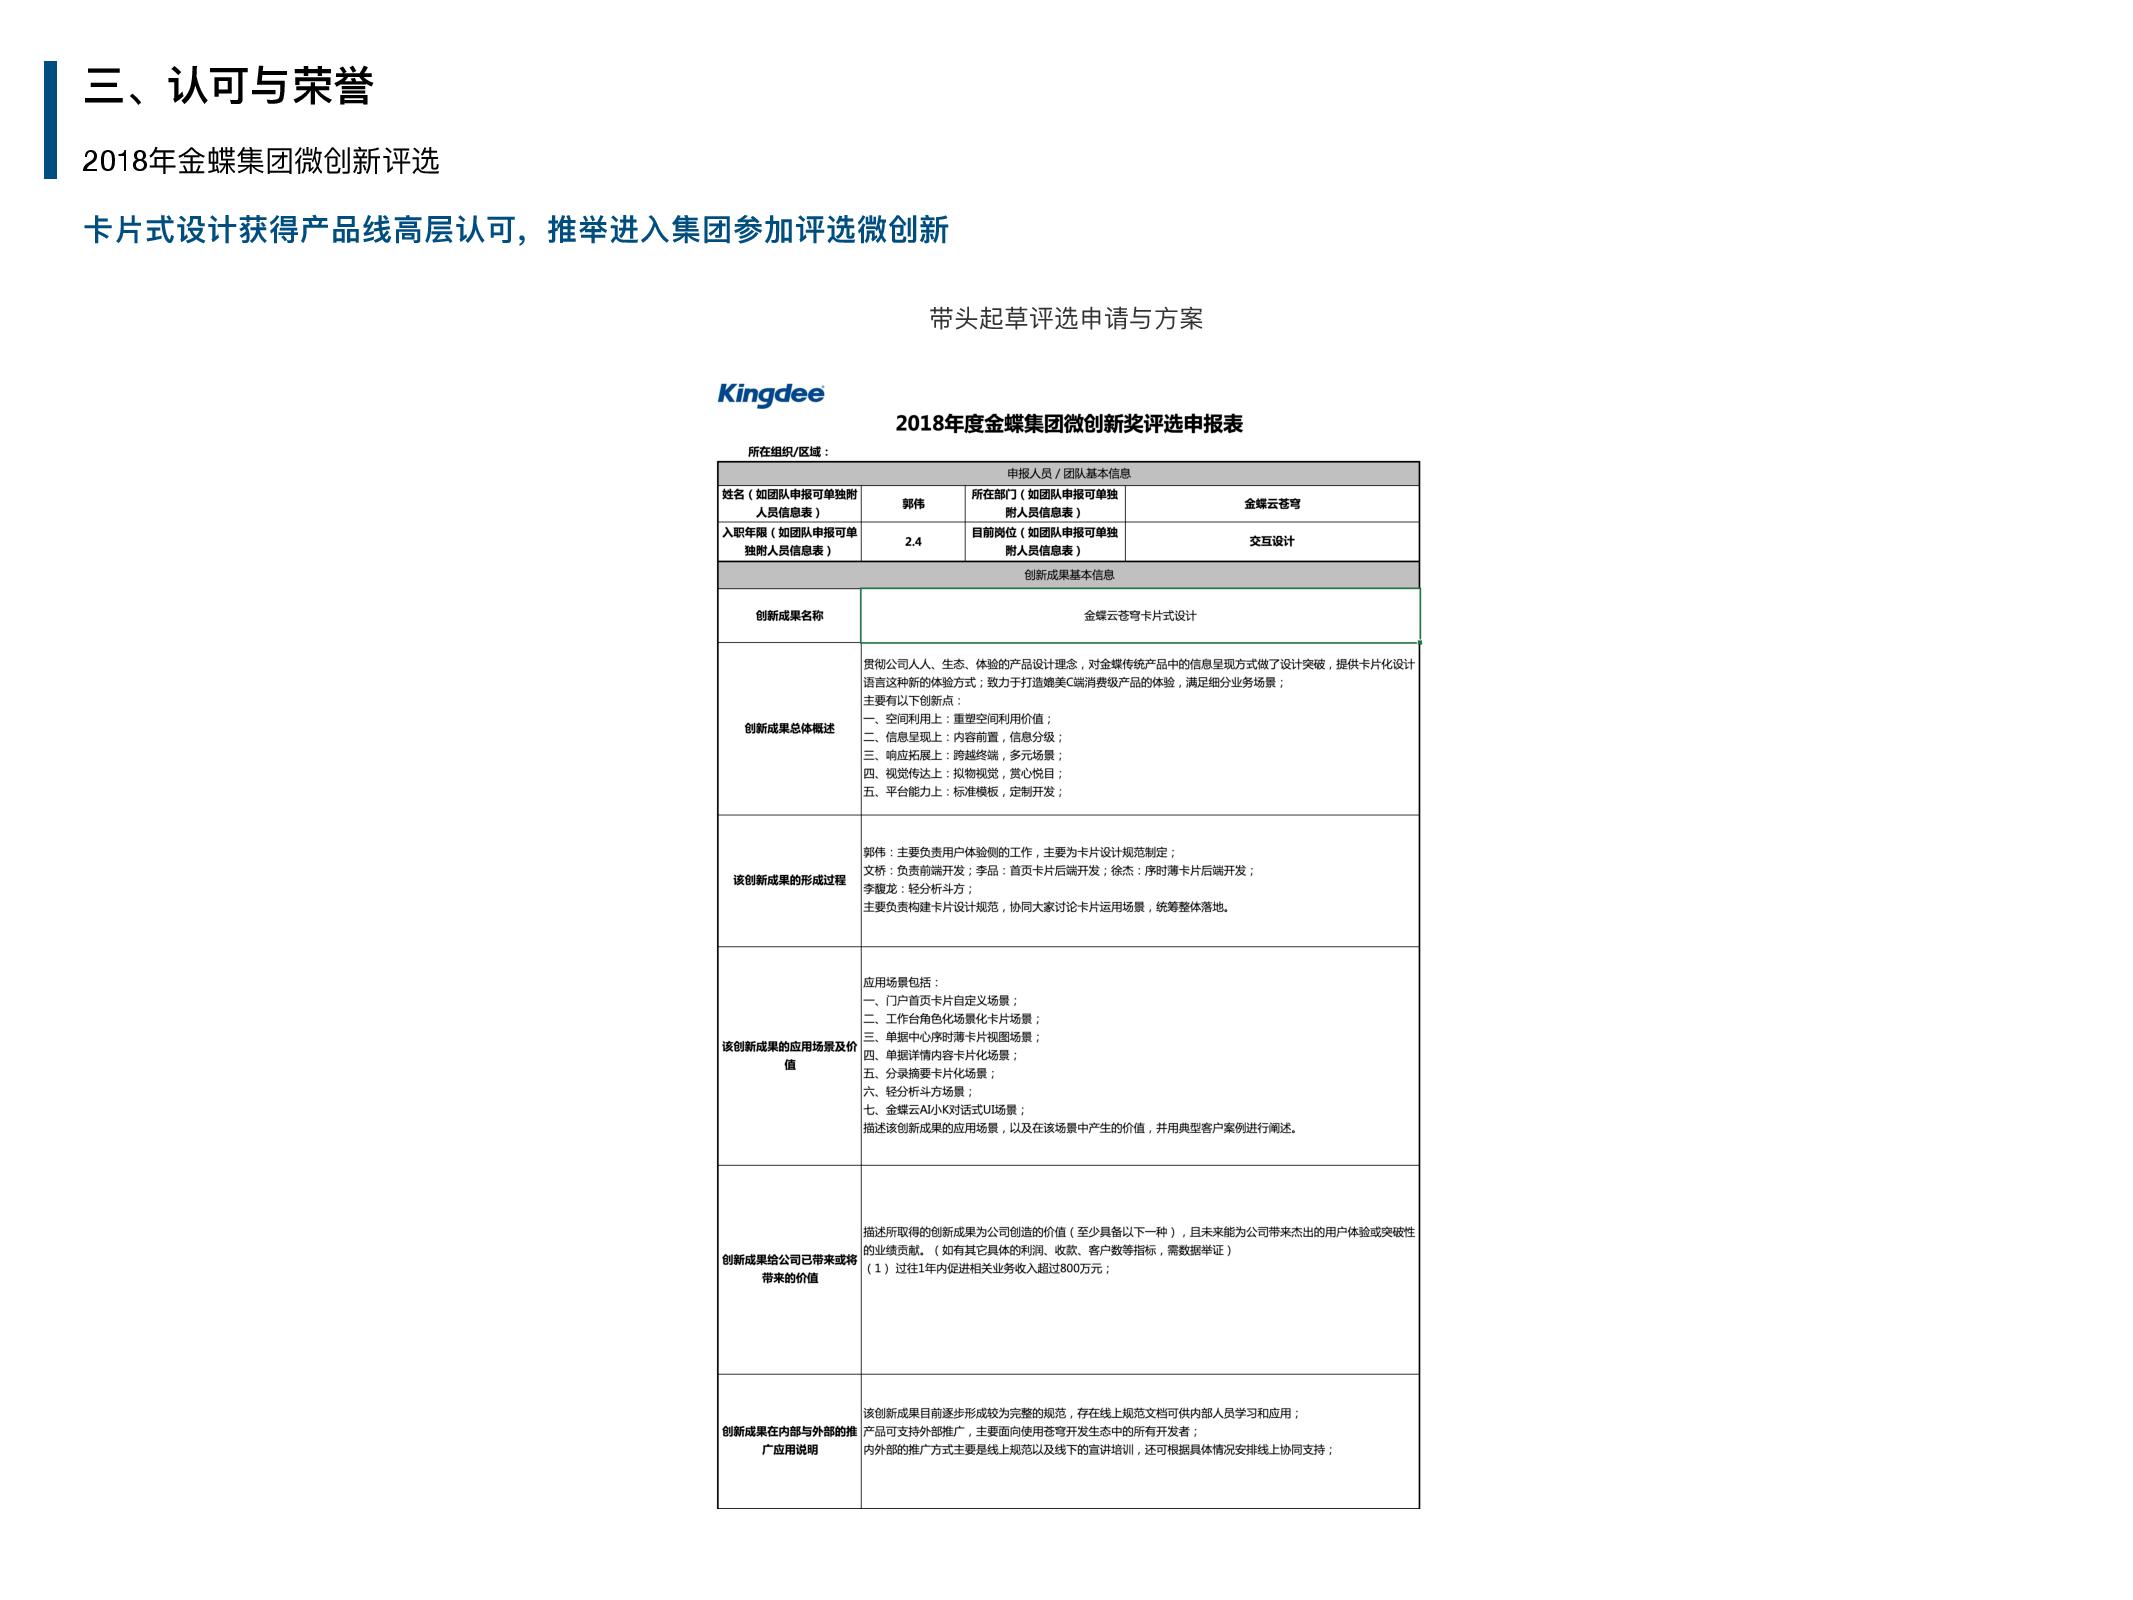 三、认可与荣誉
2018年金蝶集团微创新评选
卡片式设计获得产品线高层认可，推举进入集团参加评选微创新
带头起草评选申请与方案
Kingdee
2018年度金蝶集团微创新奖评选申报表
所在组织/区域：
申报人员 / 团队基本信息
姓名（如团队申报可单独附
人员信息表）
郭伟
所在部门（如团队申报可单独
附人员信息表）
金蝶云苍穹
入职年限（如团队申报可单
独附人员信息表）
2.4
目前岗位（如团队申报可单独
附人员信息表）
交互设计
创新成果基本信息
创新成果名称
金蝶云苍穹卡片式设计
创新成果总体概述
贯彻公司人人、生态、体验的产品设计理念，对金蝶传统产品中的信息呈现方式做了设计突破，提供卡片化设计
语言这种新的体验方式；致力于打造媲美C端消费级产品的体验，满足细分业务场景；
主要有以下创新点：
一、空间利用上：重塑空间利用价值；
二、信息呈现上：内容前置，信息分级；
三、响应拓展上：跨越终端，多元场景；
四、视觉传达上：拟物视觉，赏心悦目；
五、平台能力上：标准模板，定制开发；
该创新成果的形成过程
郭伟：主要负责用户体验侧的工作，主要为卡片设计规范制定；
文桥：负责前端开发；李品：首页卡片后端开发；徐杰：序时薄卡片后端开发；
李馥龙：轻分析斗方；
主要负责构建卡片设计规范，协同大家讨论卡片运用场景，统筹整体落地。
该创新成果的应用场景及价
值
应用场景包括：
一、门户首页卡片自定义场景；
二、工作台角色化场景化卡片场景；
三、单据中心序时薄卡片视图场景；
四、单据详情内容卡片化场景；
五、分录摘要卡片化场景；
六、轻分析斗方场景；
七、金蝶云AI小K对话式UI场景；
描述该创新成果的应用场景，以及在该场景中产生的价值，并用典型客户案例进行阐述。
创新成果给公司已带来或将
带来的价值
描述所取得的创新成果为公司创造的价值（至少具备以下一种），且未来能为公司带来杰出的用户体验或突破性
的业绩贡献。（如有其它具体的利润、收款、客户数等指标，需数据举证）
（1）过往1年内促进相关业务收入超过800万元；
创新成果在内部与外部的推
广应用说明
该创新成果目前逐步形成较为完整的规范，存在线上规范文档可供内部人员学习和应用；
产品可支持外部推广，主要面向使用苍穹开发生态中的所有开发者；
内外部的推广方式主要是线上规范以及线下的宣讲培训，还可根据具体情况安排线上协同支持；